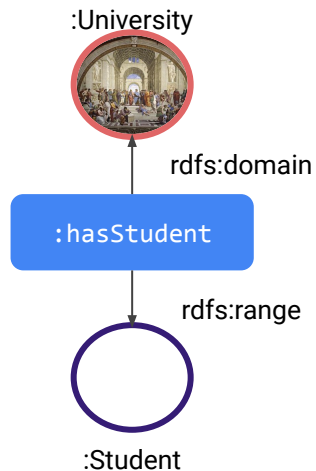 :University
rdfs:domain
:hasStudent
rdfs:range
:Student